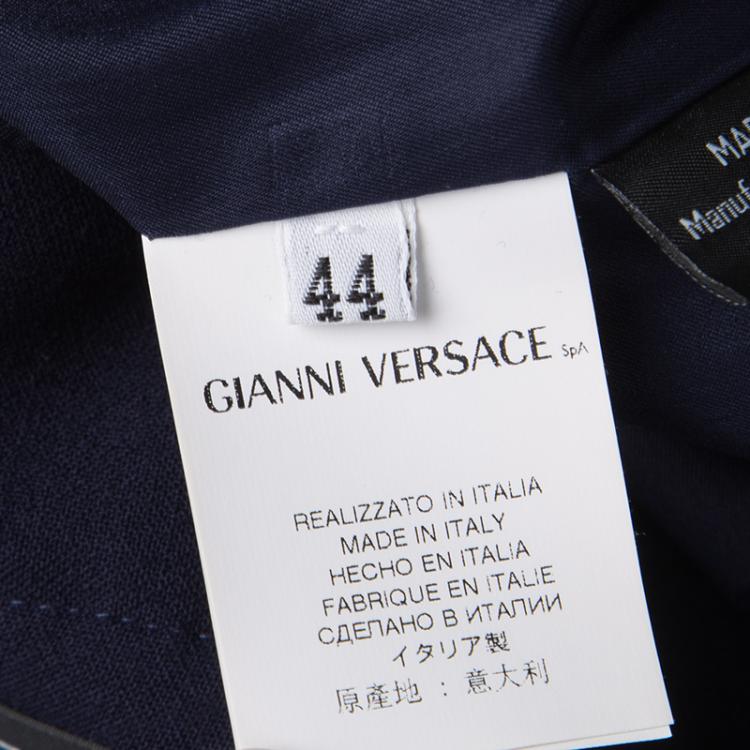 44
GIANNI VERSACE SpA
REALIZZATO IN ITALIA
MADE IN ITALY
HECHO EN ITALIA
FABRIQUE EN ITALIE
СДЕЛАНО В ИТАЛИИ
イタリア製
原產地 : 意大利